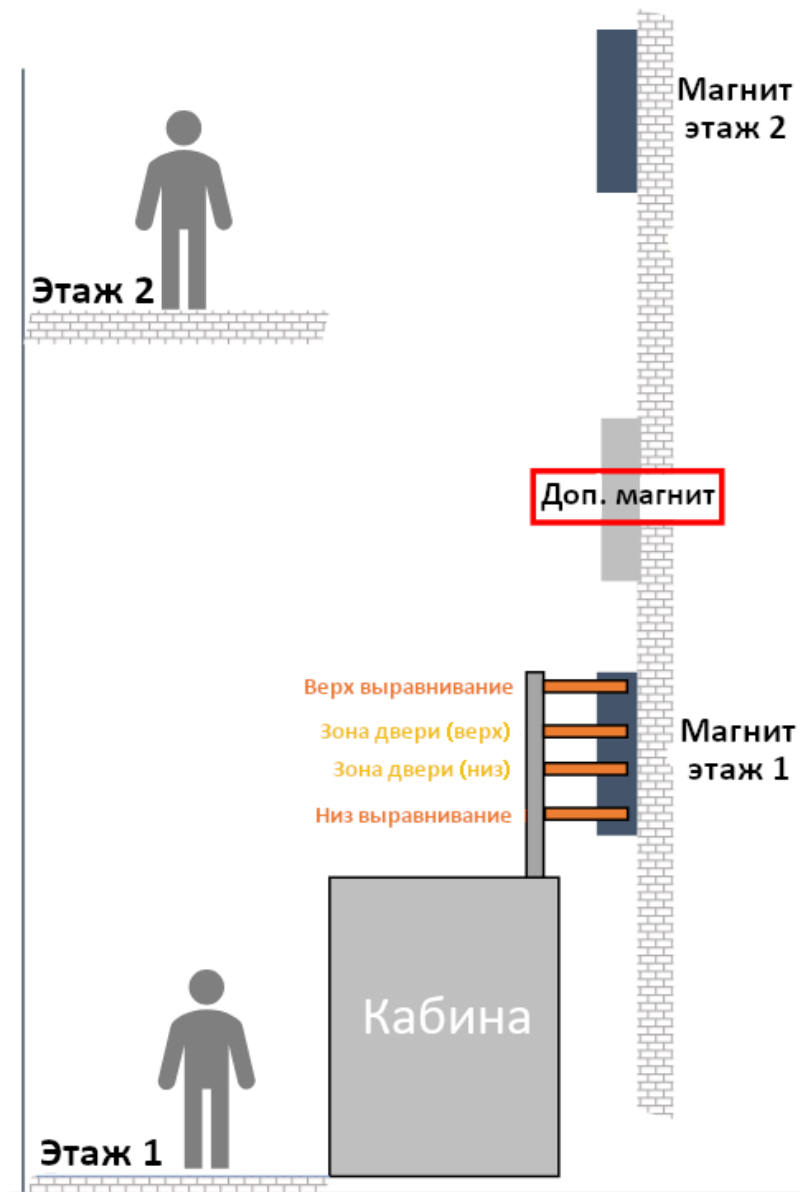 Магнит
этаж 2
Этаж 2
Доп. магнит
Верх выравнивание
Зона двери (верх)
Зона двери (низ)
Низ выравнивание
Магнит
этаж 1
Кабина
Этаж 1